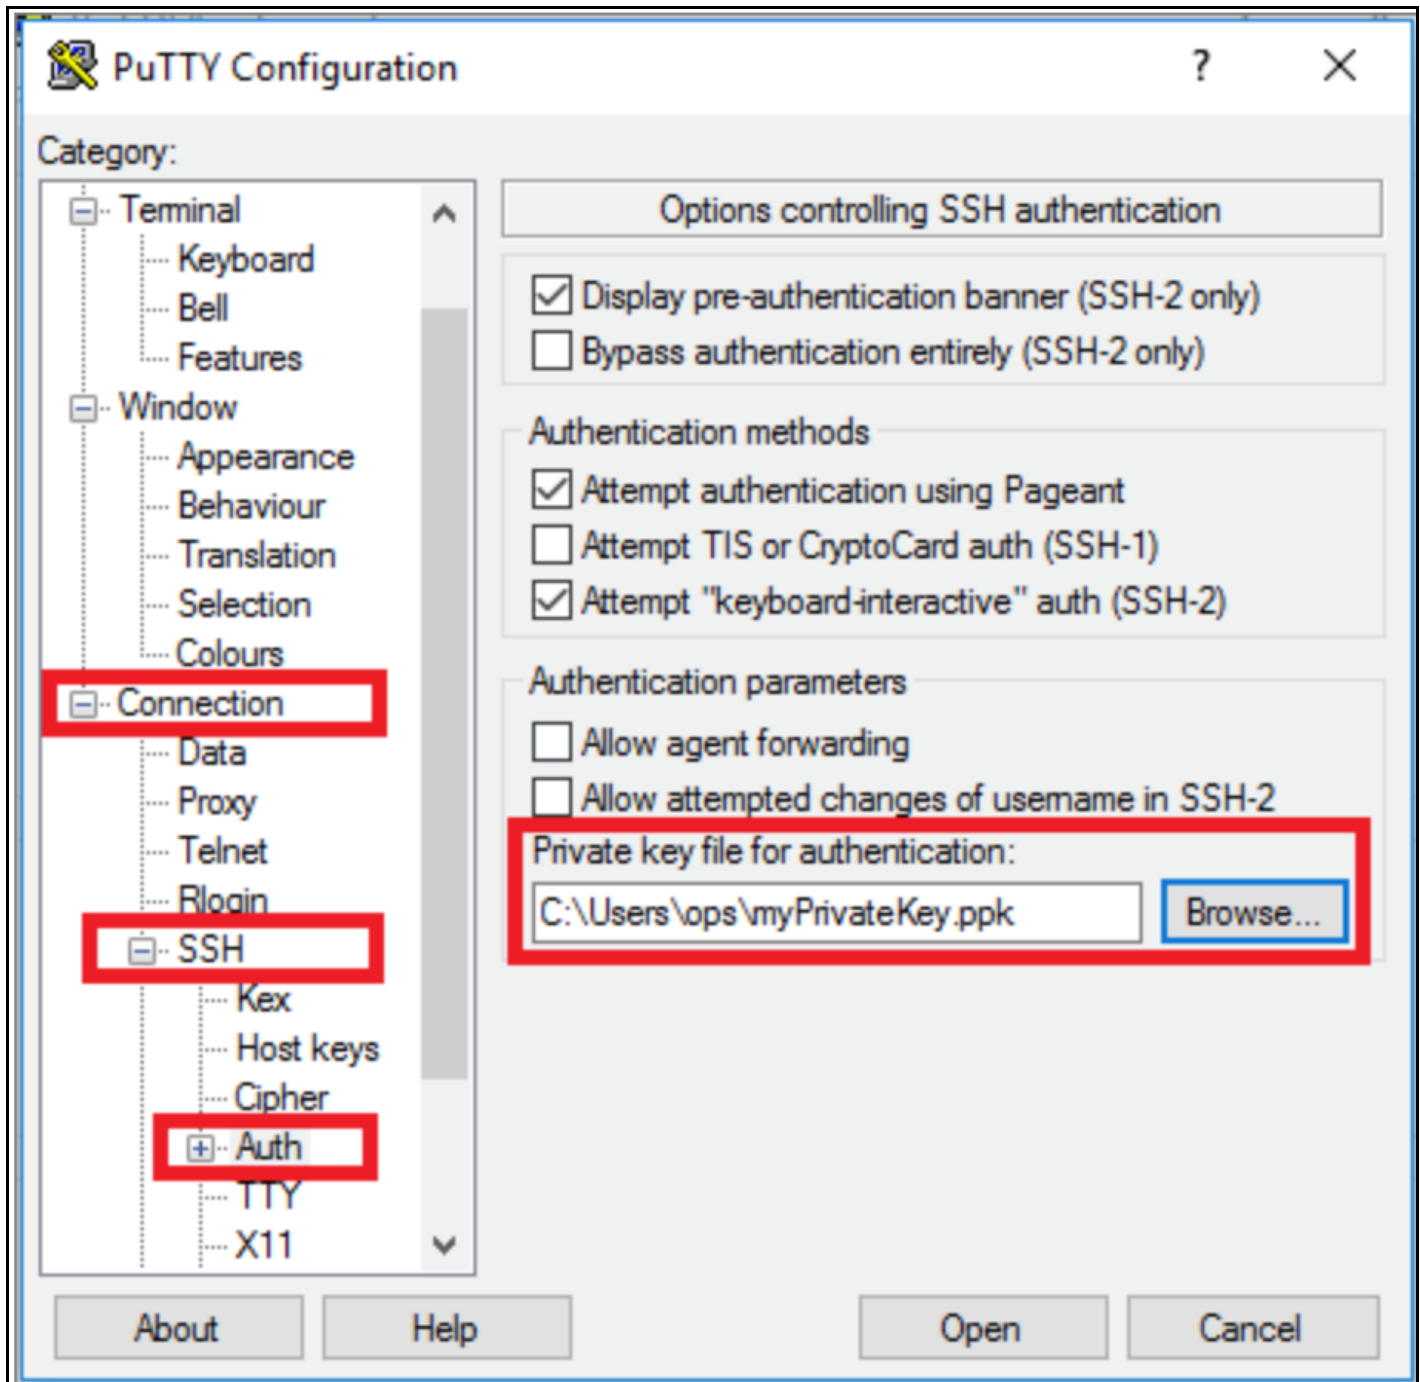 PuTTY Configuration
?
Category:
Terminal
Keyboard
Bell
Features
Window
Appearance
Behaviour
Translation
Selection
Colours
Connection
Data
Proxy
Telnet
Rlogin
SSH
Kex
Host keys
Cipher
Auth
TTY
X11
Options controlling SSH authentication
Display pre-authentication banner (SSH-2 only)
Bypass authentication entirely (SSH-2 only)
Authentication methods
Attempt authentication using Pageant
Attempt TIS or CryptoCard auth (SSH-1)
Attempt "keyboard-interactive" auth (SSH-2)
Authentication parameters
Allow agent forwarding
Allow attempted changes of username in SSH-2
Private key file for authentication:
C:\Users\ops\myPrivateKey.ppk
Browse...
About
Help
Open
Cancel